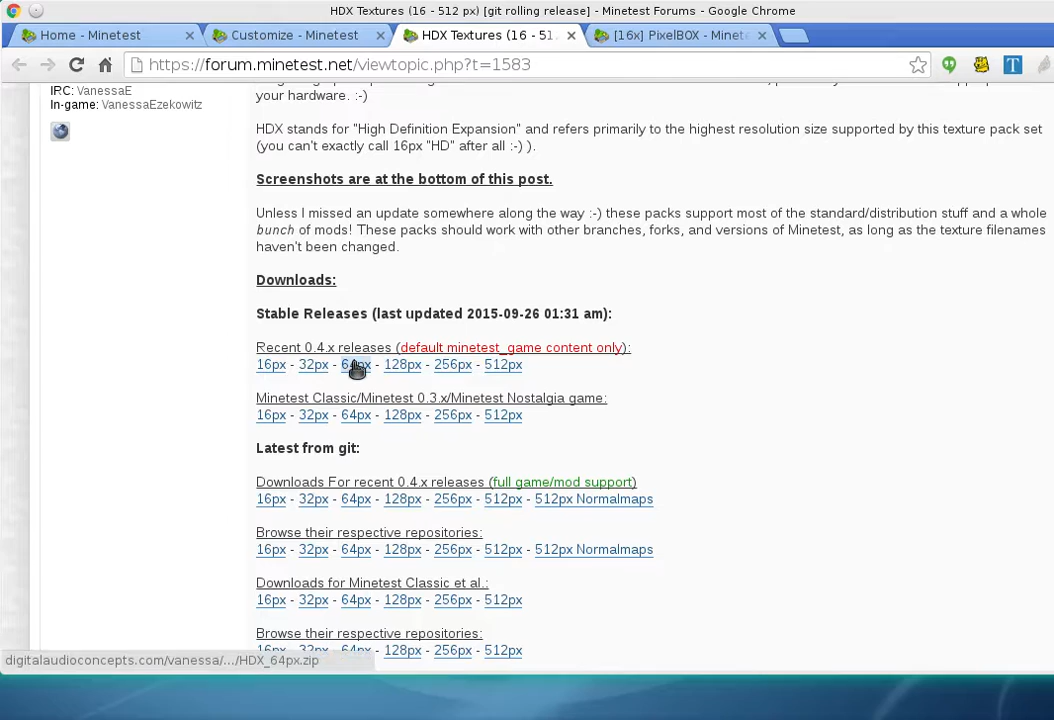 HDX Textures (16 - 512 px) [git rolling release] • Minetest Forums - Google Chrome
Home - Minetest
Customize - Minetest
HDX Textures (16 - 51
[16x] PixelBOX - Minete
https://forum.minetest.net/viewtopic.php?t=1583
IRC: VanessaE
In-game: VanessaEzekowitz
your hardware. :-)
HDX stands for "High Definition Expansion" and refers primarily to the highest resolution size supported by this texture pack set
(you can't exactly call 16px "HD" after all :-) ).
Screenshots are at the bottom of this post.
Unless I missed an update somewhere along the way :-) these packs support most of the standard/distribution stuff and a whole
bunch of mods! These packs should work with other branches, forks, and versions of Minetest, as long as the texture filenames
haven't been changed.
Downloads:
Stable Releases (last updated 2015-09-26 01:31 am):
Recent 0.4.x releases (default minetest_game content only):
16px - 32px - 64px - 128px - 256px - 512px
Minetest Classic/Minetest 0.3.x/Minetest Nostalgia game:
16px - 32px - 64px - 128px - 256px - 512px
Latest from git:
Downloads For recent 0.4.x releases (full game/mod support)
16px - 32px - 64px - 128px - 256px - 512px - 512px Normalmaps
Browse their respective repositories:
16px - 32px - 64px - 128px - 256px - 512px - 512px Normalmaps
Downloads for Minetest Classic et al.:
16px - 32px - 64px - 128px - 256px - 512px
Browse their respective repositories:
16px - 32px - 64px - 128px - 256px - 512px
digitalaudioconcepts.com/vanessa/.../HDX_64px.zip